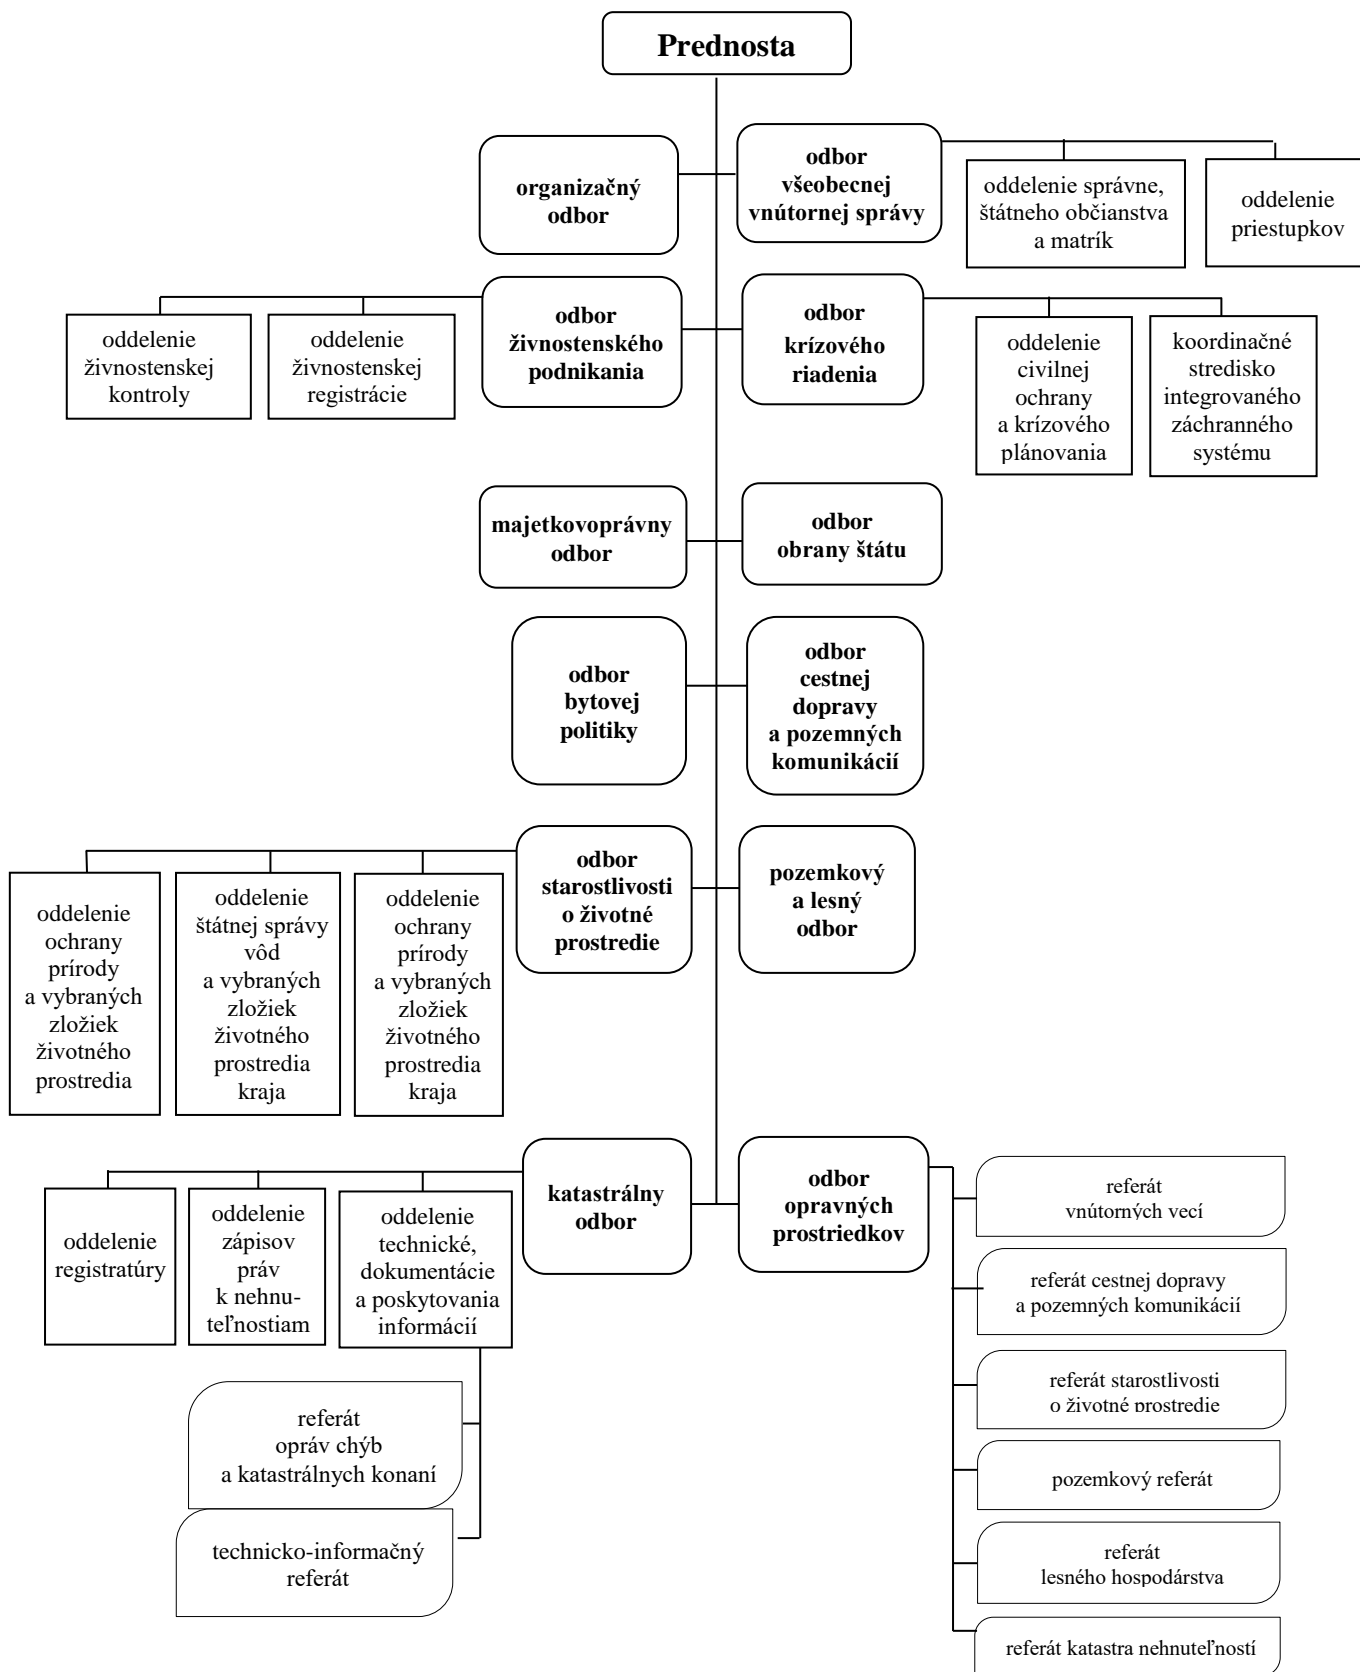 Prednosta
organizačný
odbor
odbor
všeobecnej
vnútornej správy
oddelenie správne,
štátneho občianstva
a matrík
oddelenie
priestupkov
oddelenie
živnostenskej
kontroly
oddelenie
živnostenskej
registrácie
odbor
živnostenského
podnikania
odbor
krízového
riadenia
oddelenie
civilnej
ochrany
a krízového
plánovania
koordinačné
stredisko
integrovaného
záchranného
systému
majetkovoprávny
odbor
odbor
obrany štátu
odbor
bytovej
politiky
odbor
cestnej
dopravy
a pozemných
komunikácií
oddelenie
ochrany
prírody
a vybraných
zložiek
životného
prostredia
oddelenie
štátnej správy
vôd
a vybraných
zložiek
životného
prostredia
kraja
oddelenie
ochrany
prírody
a vybraných
zložiek
životného
prostredia
kraja
odbor
starostlivosti
o životné
prostredie
pozemkový
a lesný
odbor
oddelenie
registratúry
oddelenie
zápisov
práv
k nehnu-
teľnostiam
oddelenie
technické,
dokumentácie
a poskytovania
informácií
katastrálny
odbor
odbor
opravných
prostriedkov
referát
vnútorných vecí
referát cestnej dopravy
a pozemných komunikácií
referát starostlivosti
o životné prostredie
referát
opráv chýb
a katastrálnych konaní
pozemkový referát
technicko-informačný
referát
referát
lesného hospodárstva
referát katastra nehnuteľností